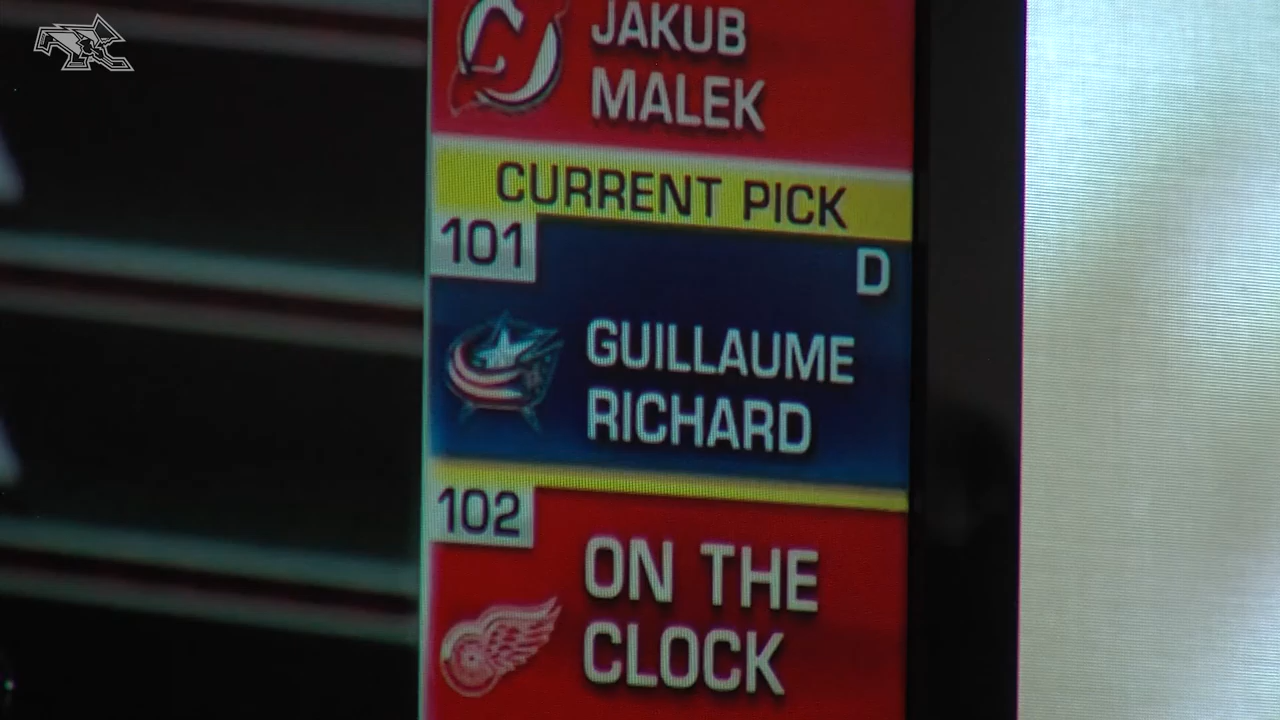 JAKUB
MALEK
CURRENT PICK
101
D
GUILLAUME
RICHARD
102
ON THE
CLOCK